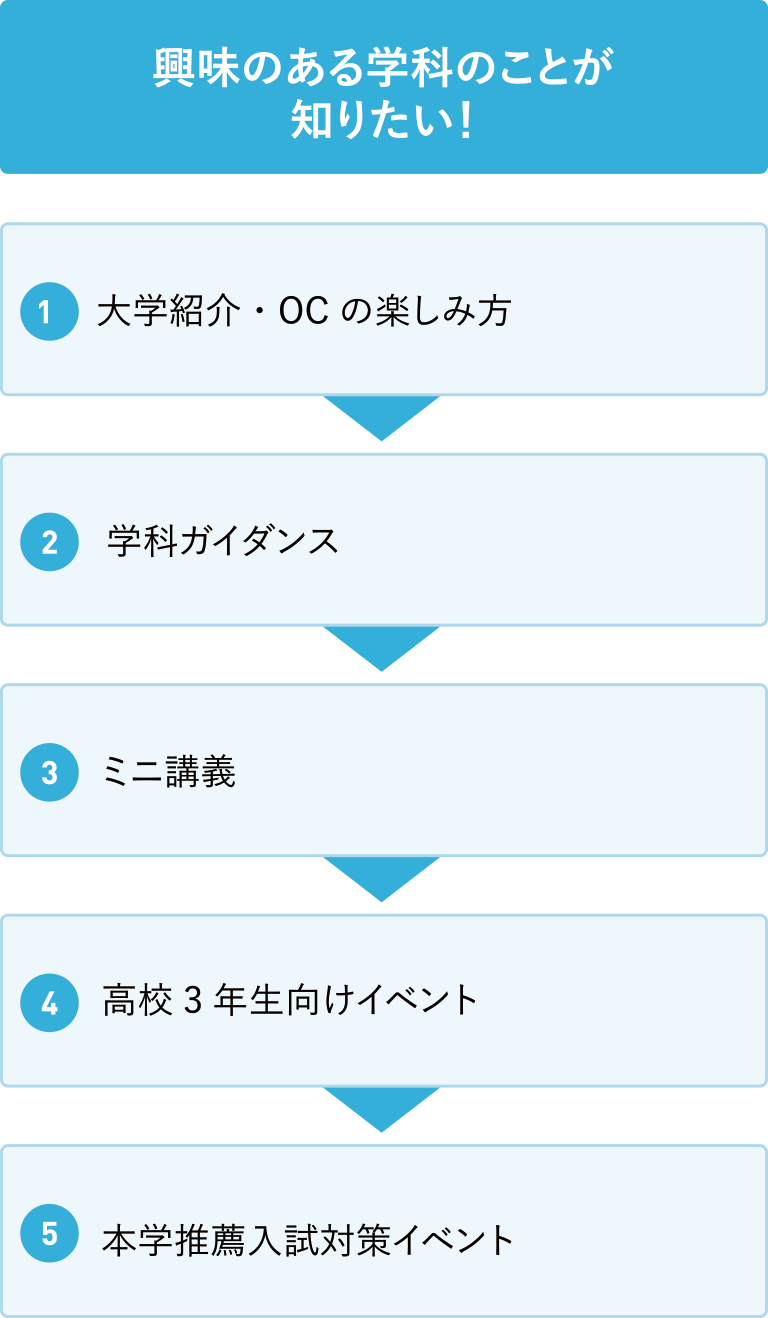 興味のある学科のことが
知りたい！
1 大学紹介・OCの楽しみ方
2 学科ガイダンス
3 ミニ講義
4 高校3年生向けイベント
5 本学推薦入試対策イベント